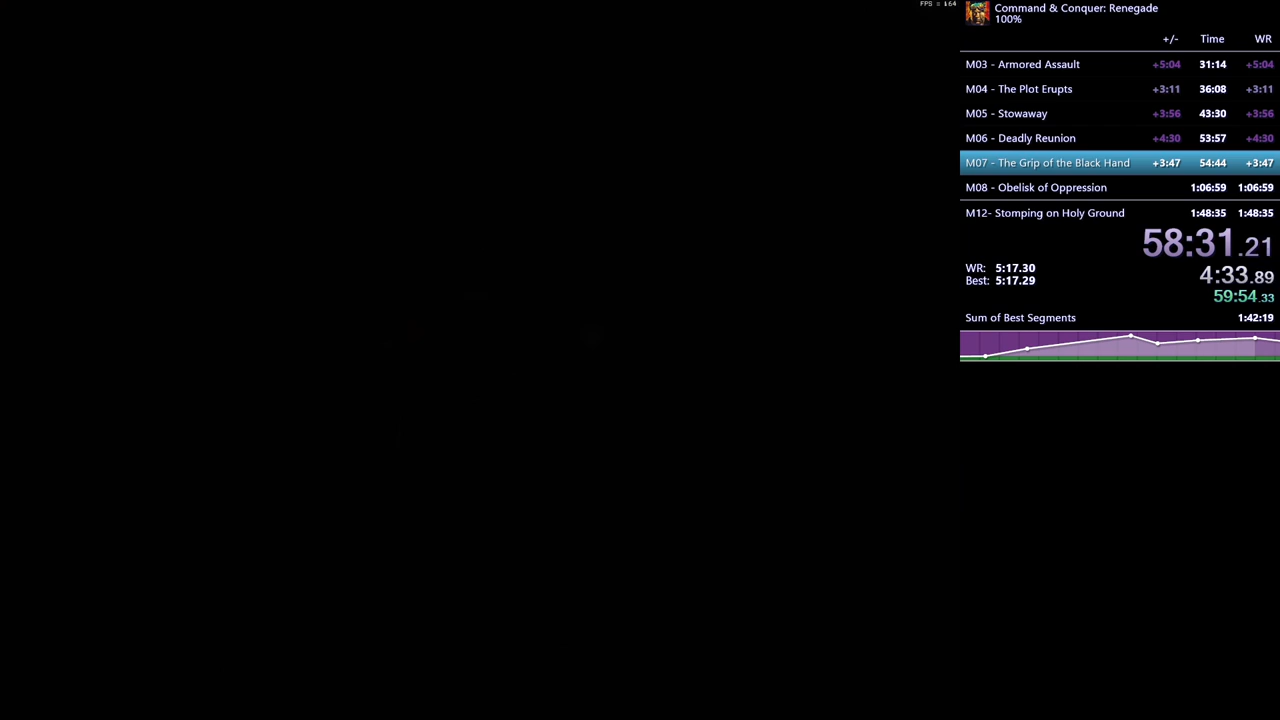 FPS = 164
Command & Conquer: Renegade
100%
+/- Time WR
M03 - Armored Assault +5:04 31:14 +5:04
M04 - The Plot Erupts +3:11 36:08 +3:11
M05 - Stowaway +3:56 43:30 +3:56
M06 - Deadly Reunion +4:30 53:57 +4:30
M07 - The Grip of the Black Hand +3:47 54:44 +3:47
M08 - Obelisk of Oppression 1:06:59 1:06:59
M12- Stomping on Holy Ground 1:48:35 1:48:35
58:31.21
WR: 5:17.30 4:33.89
Best: 5:17.29
59:54.33
Sum of Best Segments 1:42:19